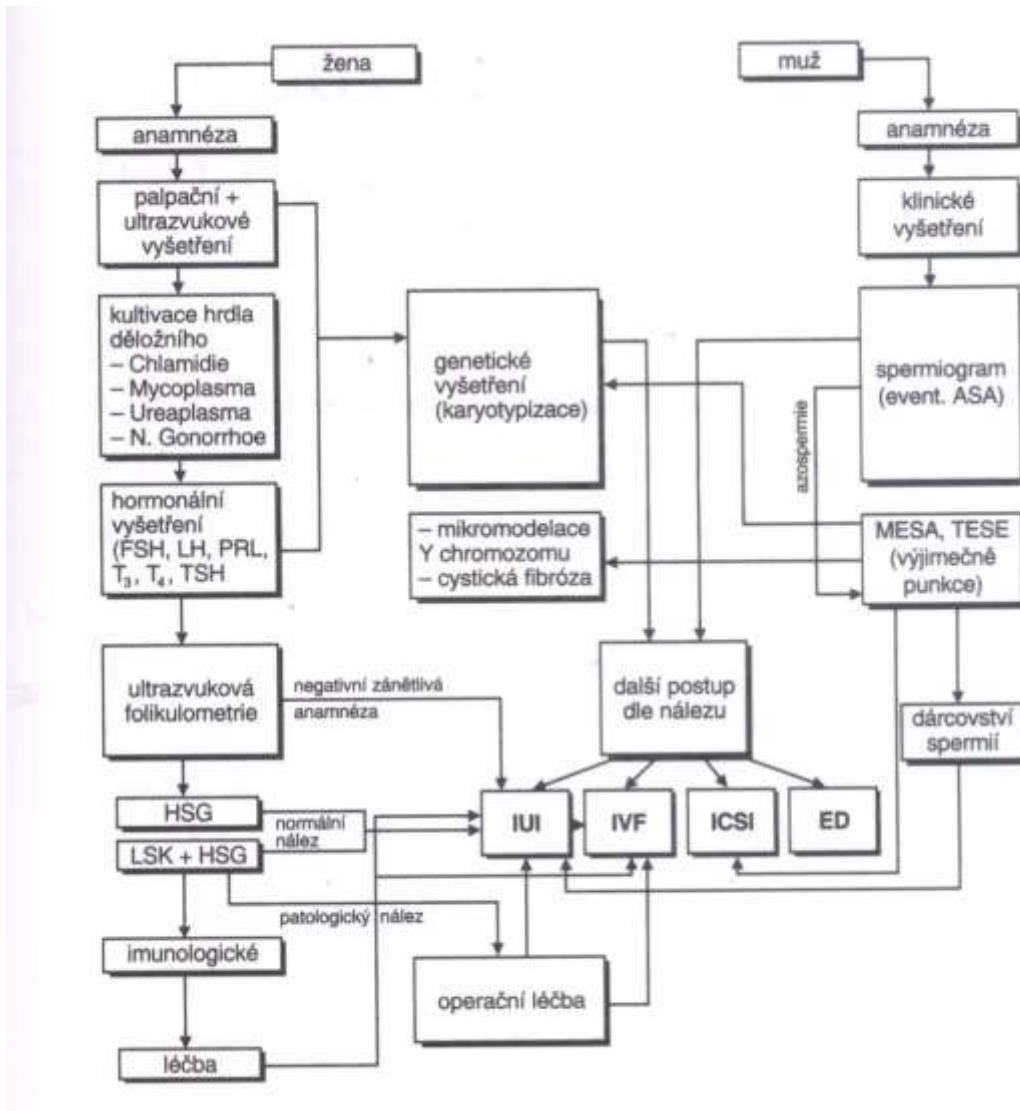 žena
muž
anamnéza
anamnéza
palpační +
ultrazvukové
vyšetření
klinické
vyšetření
kultivace hrdla
děložního
– Chlamidie
– Mycoplasma
– Ureaplasma
– N. Gonorrhoe
genetické
vyšetření
(karyotypizace)
spermiogram
(event. ASA)
azospermie
hormonální
vyšetření
(FSH, LH, PRL,
T₃, T₄, TSH
– mikromodelace
Y chromozomu
– cystická fibróza
MESA, TESE
(výjimečně
punkce)
ultrazvuková
folikulometrie
negativní zánětlivá
anamnéza
další postup
dle nálezu
dárcovství
spermií
HSG
normální
nález
LSK + HSG
IUI
IVF
ICSI
ED
patologický nález
imunologické
operační léčba
léčba